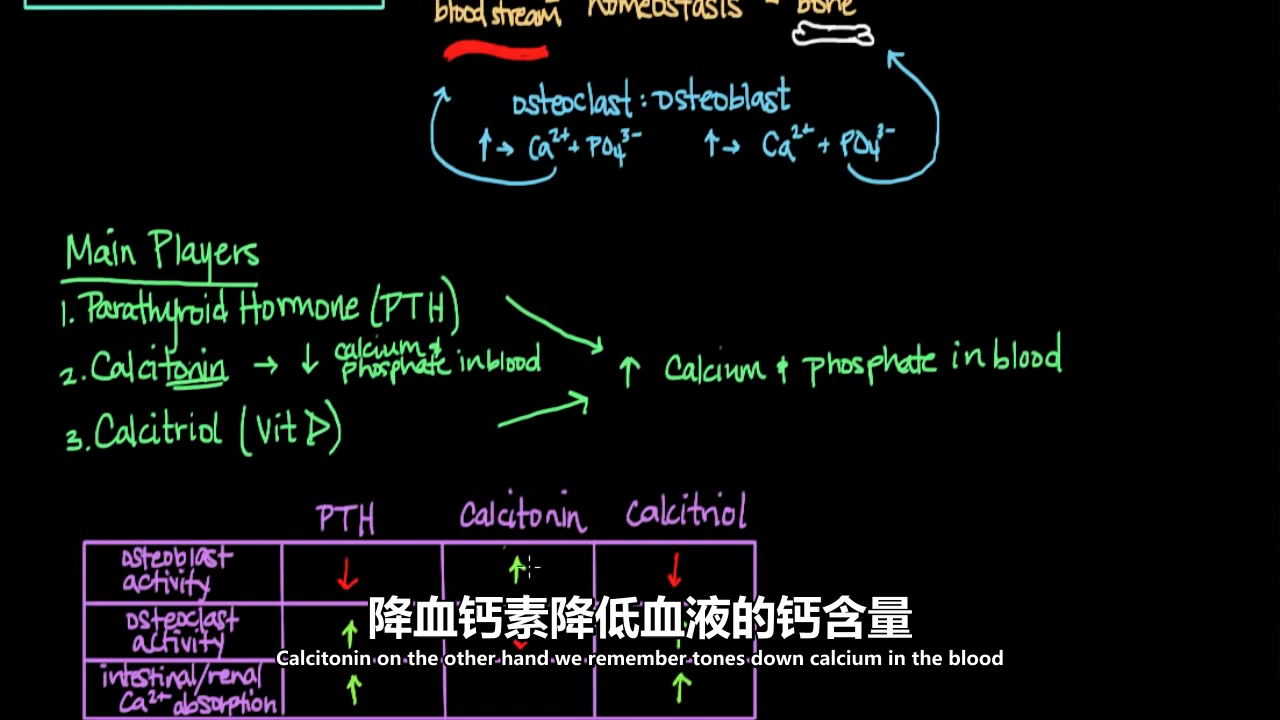 blood stream homeostasis - bone
osteoclast : osteoblast
↑ → Ca²⁺ + PO₄³⁻ ↑ → Ca²⁺ + PO₄³⁻
Main Players
1. Parathyroid Hormone (PTH)
2. Calcitonin → ↓ calcium & phosphate in blood
↑ Calcium & phosphate in blood
3. Calcitriol (Vit D)
PTH Calcitonin Calcitriol
osteoblast activity ↓ ↑ ↓
osteoclast activity ↑ ↓ ↑
intestinal/renal Ca²⁺ absorption ↑ ↑
降血钙素降低血液的钙含量
Calcitonin on the other hand we remember tones down calcium in the blood